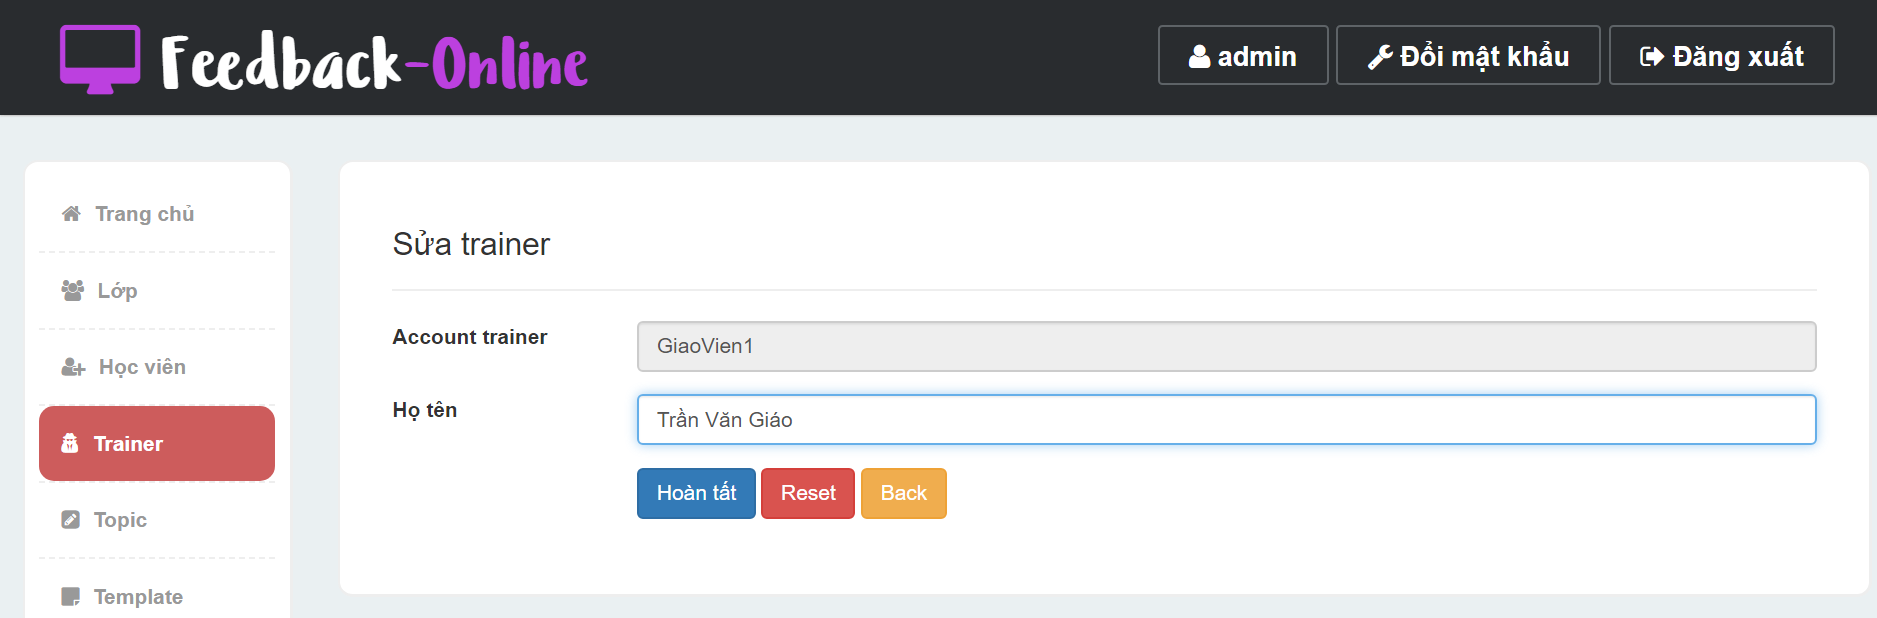 Feedback-Online
admin
Đổi mật khẩu
Đăng xuất
Trang chủ
Lớp
Học viên
Trainer
Topic
Template
Sửa trainer
Account trainer
GiaoVien1
Họ tên
Trần Văn Giáo
Hoàn tất
Reset
Back